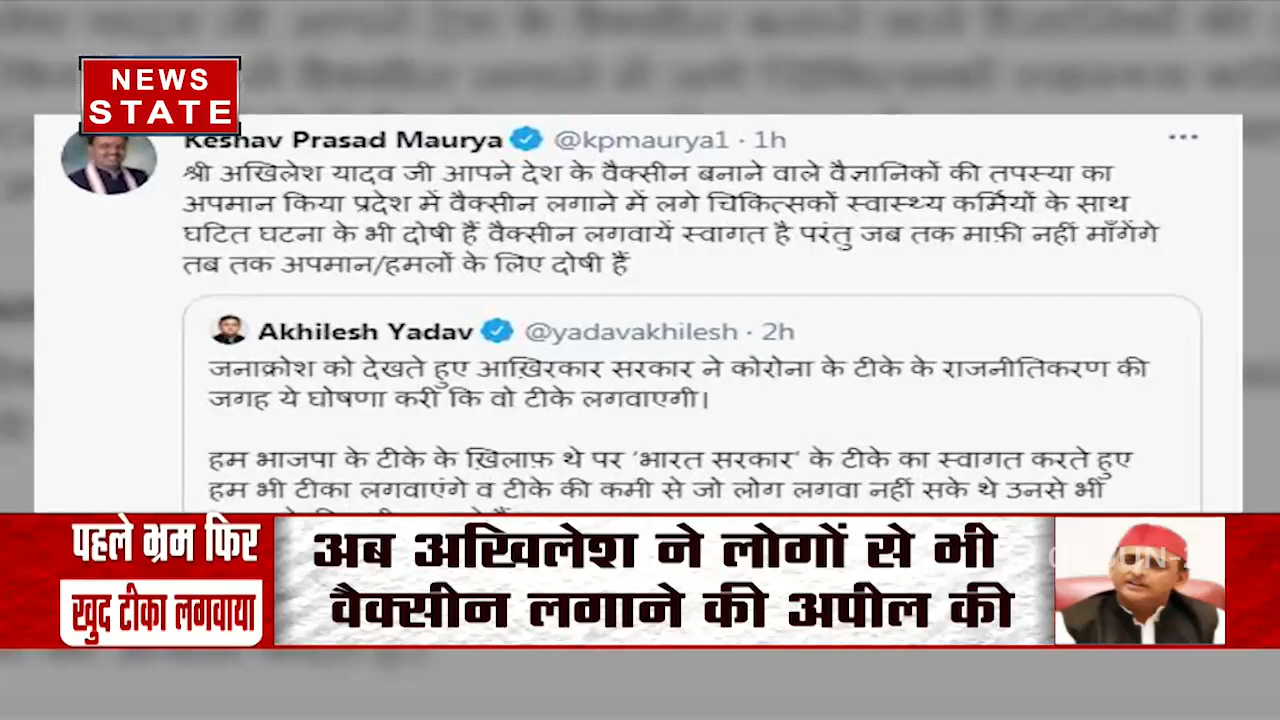 NEWS
STATE
Keshav Prasad Maurya @kpmaurya1 · 1h
श्री अखिलेश यादव जी आपने देश के वैक्सीन बनाने वाले वैज्ञानिकों की तपस्या का
अपमान किया प्रदेश में वैक्सीन लगाने में लगे चिकित्सकों स्वास्थ्य कर्मियों के साथ
घटित घटना के भी दोषी हैं वैक्सीन लगवायें स्वागत है परंतु जब तक माफ़ी नहीं माँगेंगे
तब तक अपमान/हमलों के लिए दोषी हैं
Akhilesh Yadav @yadavakhilesh · 2h
जनाक्रोश को देखते हुए आख़िरकार सरकार ने कोरोना के टीके के राजनीतिकरण की
जगह ये घोषणा करी कि वो टीके लगवाएगी।
हम भाजपा के टीके के ख़िलाफ़ थे पर ‘भारत सरकार’ के टीके का स्वागत करते हुए
हम भी टीका लगवाएंगे व टीके की कमी से जो लोग लगवा नहीं सके थे उनसे भी
पहले भ्रम फिर
खुद टीका लगवाया
अब अखिलेश ने लोगों से भी
वैक्सीन लगाने की अपील की